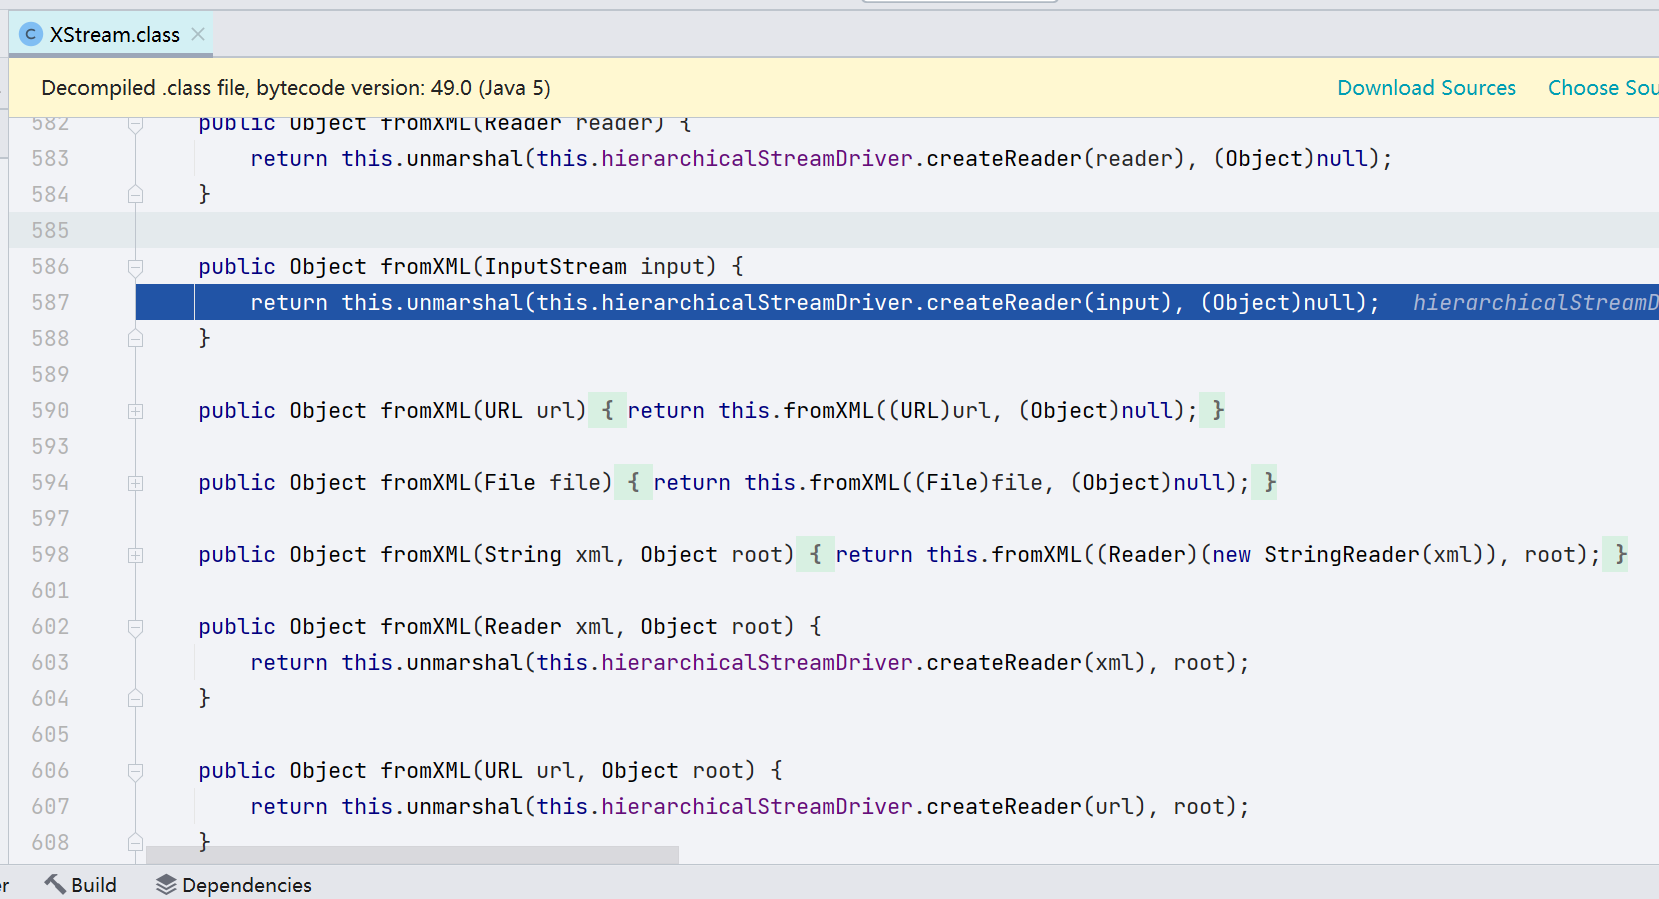 C XStream.class
Decompiled .class file, bytecode version: 49.0 (Java 5) Download Sources Choose Sou
582 public Object fromXML(Reader reader) {
583 return this.unmarshal(this.hierarchicalStreamDriver.createReader(reader), (Object)null);
584 }
585
586 public Object fromXML(InputStream input) {
587 return this.unmarshal(this.hierarchicalStreamDriver.createReader(input), (Object)null); hierarchicalStreamD
588 }
589
590 public Object fromXML(URL url) { return this.fromXML((URL)url, (Object)null); }
593
594 public Object fromXML(File file) { return this.fromXML((File)file, (Object)null); }
597
598 public Object fromXML(String xml, Object root) { return this.fromXML((Reader)(new StringReader(xml)), root); }
601
602 public Object fromXML(Reader xml, Object root) {
603 return this.unmarshal(this.hierarchicalStreamDriver.createReader(xml), root);
604 }
605
606 public Object fromXML(URL url, Object root) {
607 return this.unmarshal(this.hierarchicalStreamDriver.createReader(url), root);
608 }
er Build Dependencies